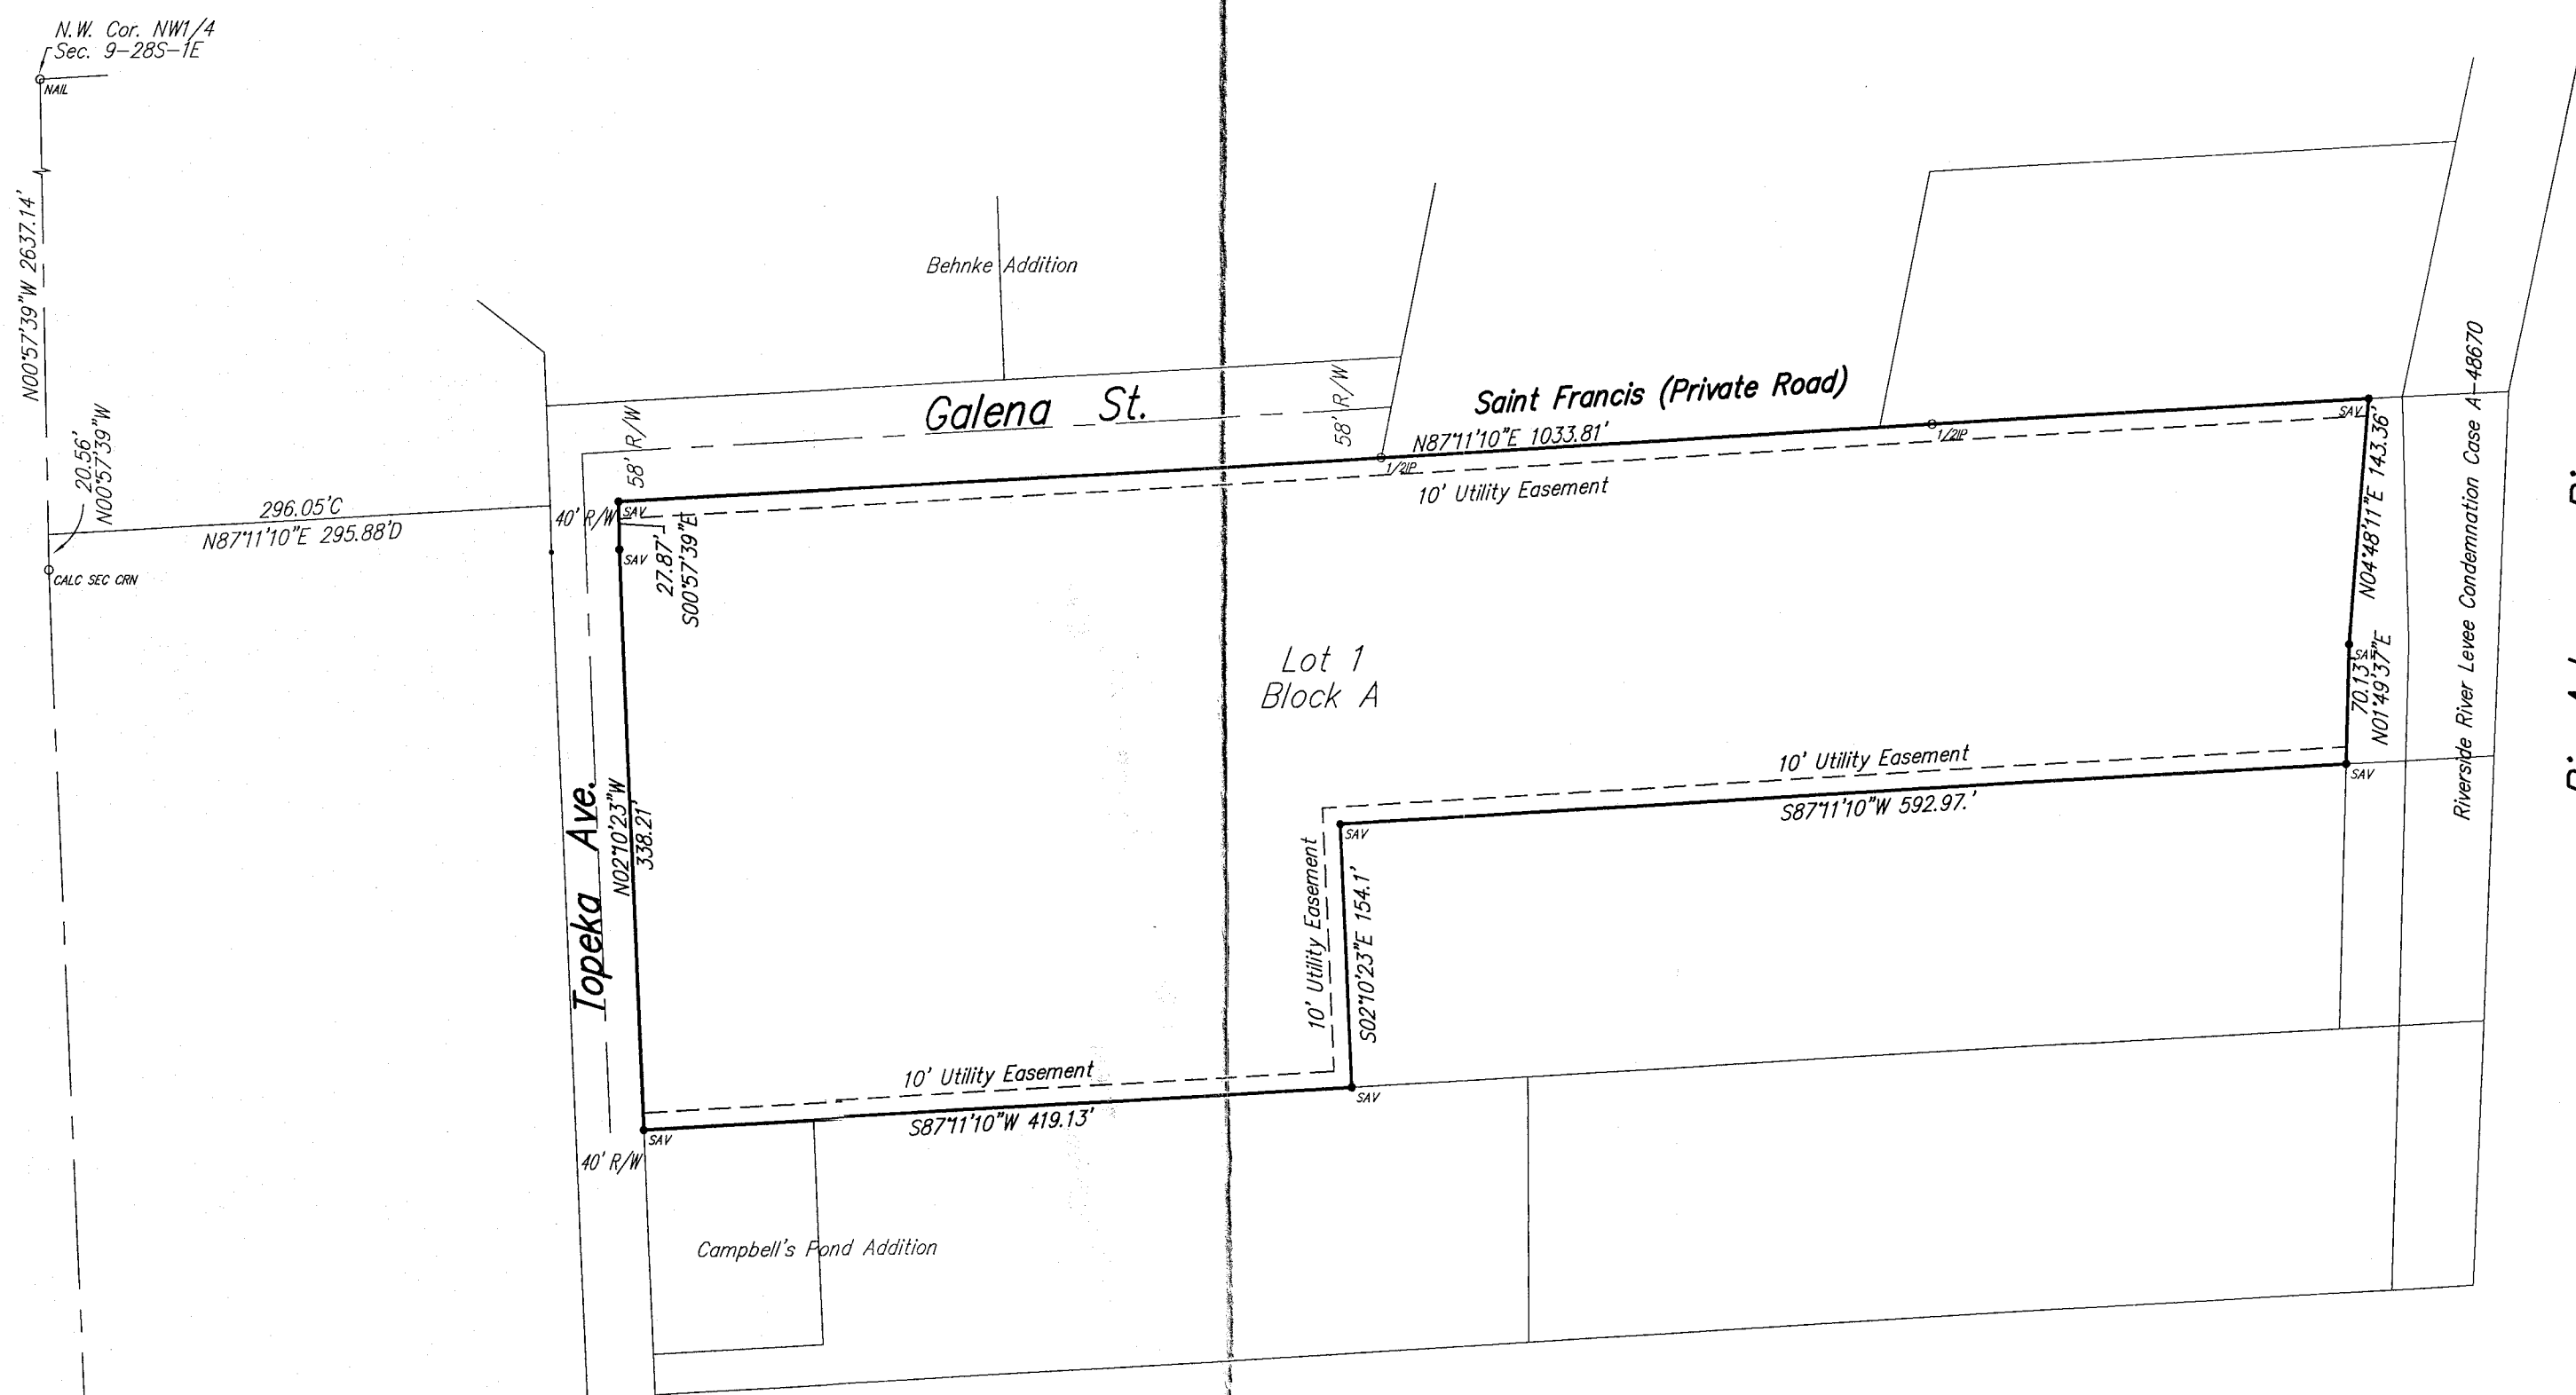 N.W. Cor. NW1/4
Sec. 9-28S-1E
NAIL
N00°57'39"W 2637.14'
20.56'
N00°57'39"W
296.05'C
N87°11'10"E 295.88'D
CALC SEC CRN
Behnke Addition
58' R/W
Galena St.
58' R/W
Saint Francis (Private Road)
N87°11'10"E 1033.81'
1/2IP
1/2IP
SAV
10' Utility Easement
40' R/W
SAV
SAV
27.87'
S00°57'39"E
N04°48'11"E 143.36'
SAV
70.13'
N01°49'37"E
Riverside River Levee Condemnation Case A-48670
Lot 1
Block A
Topeka Ave.
N02°10'23"W
338.21'
10' Utility Easement
S87°11'10"W 592.97.'
SAV
SAV
10' Utility Easement
S02°10'23"E 154.1'
10' Utility Easement
S87°11'10"W 419.13'
SAV
SAV
40' R/W
Campbell's Pond Addition